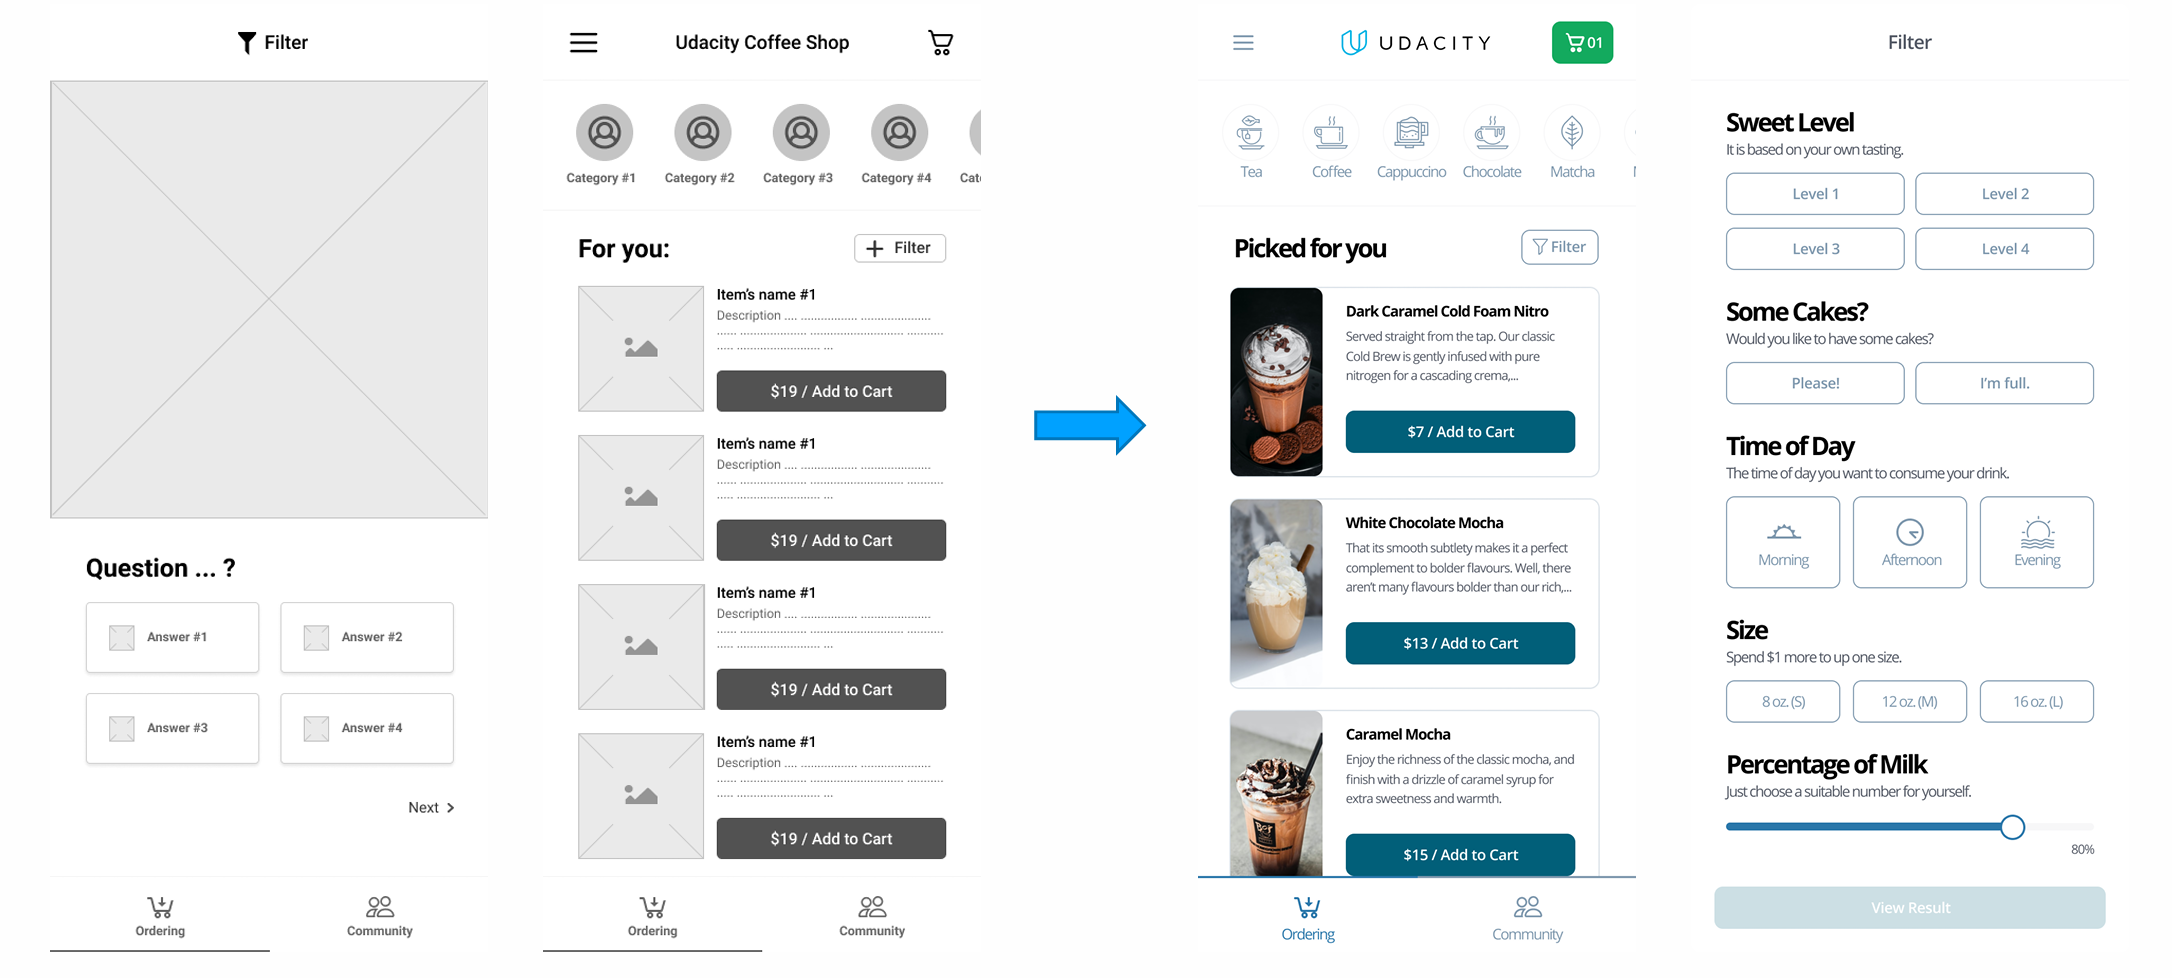 Filter
Question ... ?
Answer #1
Answer #2
Answer #3
Answer #4
Next
Ordering
Community
Udacity Coffee Shop
Category #1
Category #2
Category #3
Category #4
Cate
For you:
+ Filter
Item's name #1
Description .... ................. .....................
...... ....................... ............................ ...........
..... ......................... ...
$19 / Add to Cart
Item's name #1
Description .... ................. .....................
...... ....................... ............................ ...........
..... ......................... ...
$19 / Add to Cart
Item's name #1
Description .... ................. .....................
...... ....................... ............................ ...........
..... ......................... ...
$19 / Add to Cart
Item's name #1
Description .... ................. .....................
...... ....................... ............................ ...........
..... ......................... ...
$19 / Add to Cart
Ordering
Community
UDACITY
01
Tea
Coffee
Cappuccino
Chocolate
Matcha
Picked for you
Filter
Dark Caramel Cold Foam Nitro
Served straight from the tap. Our classic
Cold Brew is gently infused with pure
nitrogen for a cascading crema,...
$7 / Add to Cart
White Chocolate Mocha
That its smooth subtlety makes it a perfect
complement to bolder flavours. Well, there
aren't many flavours bolder than our rich,...
$13 / Add to Cart
Caramel Mocha
Enjoy the richness of the classic mocha, and
finish with a drizzle of caramel syrup for
extra sweetness and warmth.
$15 / Add to Cart
Ordering
Community
Filter
Sweet Level
It is based on your own tasting.
Level 1
Level 2
Level 3
Level 4
Some Cakes?
Would you like to have some cakes?
Please!
I'm full.
Time of Day
The time of day you want to consume your drink.
Morning
Afternoon
Evening
Size
Spend $1 more to up one size.
8 oz. (S)
12 oz. (M)
16 oz. (L)
Percentage of Milk
Just choose a suitable number for yourself.
80%
View Result